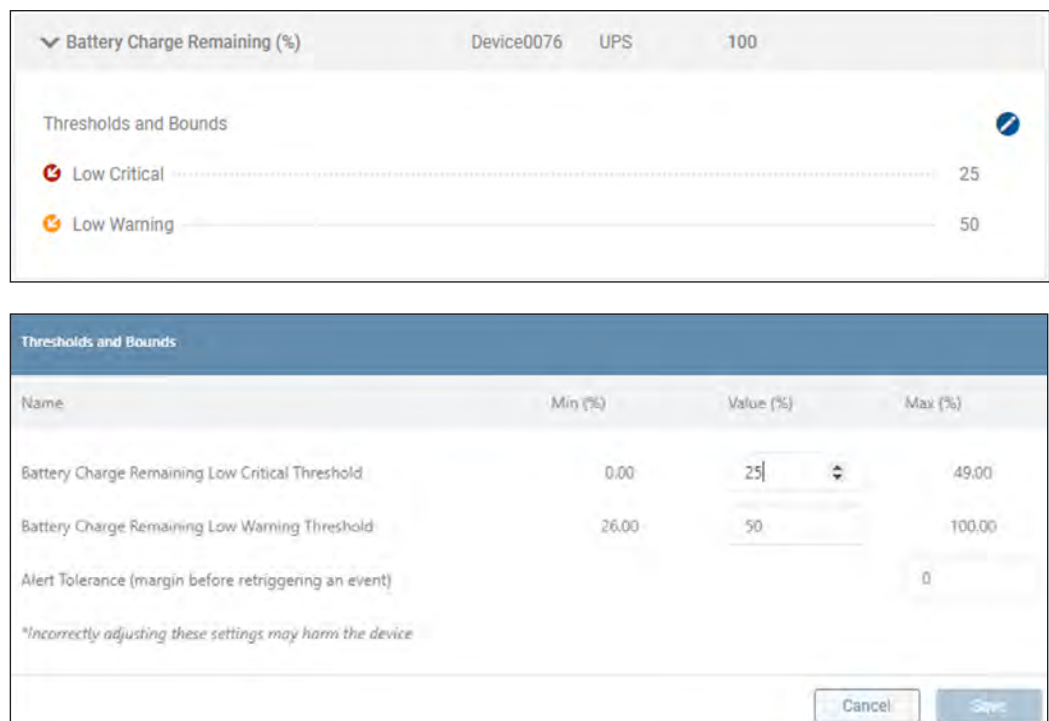 Battery Charge Remaining (%) Device0076 UPS 100
Thresholds and Bounds
Low Critical 25
Low Warning 50
Thresholds and Bounds
Name Min (%) Value (%) Max (%)
Battery Charge Remaining Low Critical Threshold 0.00 25 49.00
Battery Charge Remaining Low Warning Threshold 26.00 50 100.00
Alert Tolerance (margin before retriggering an event) 0
*Incorrectly adjusting these settings may harm the device
Cancel Save